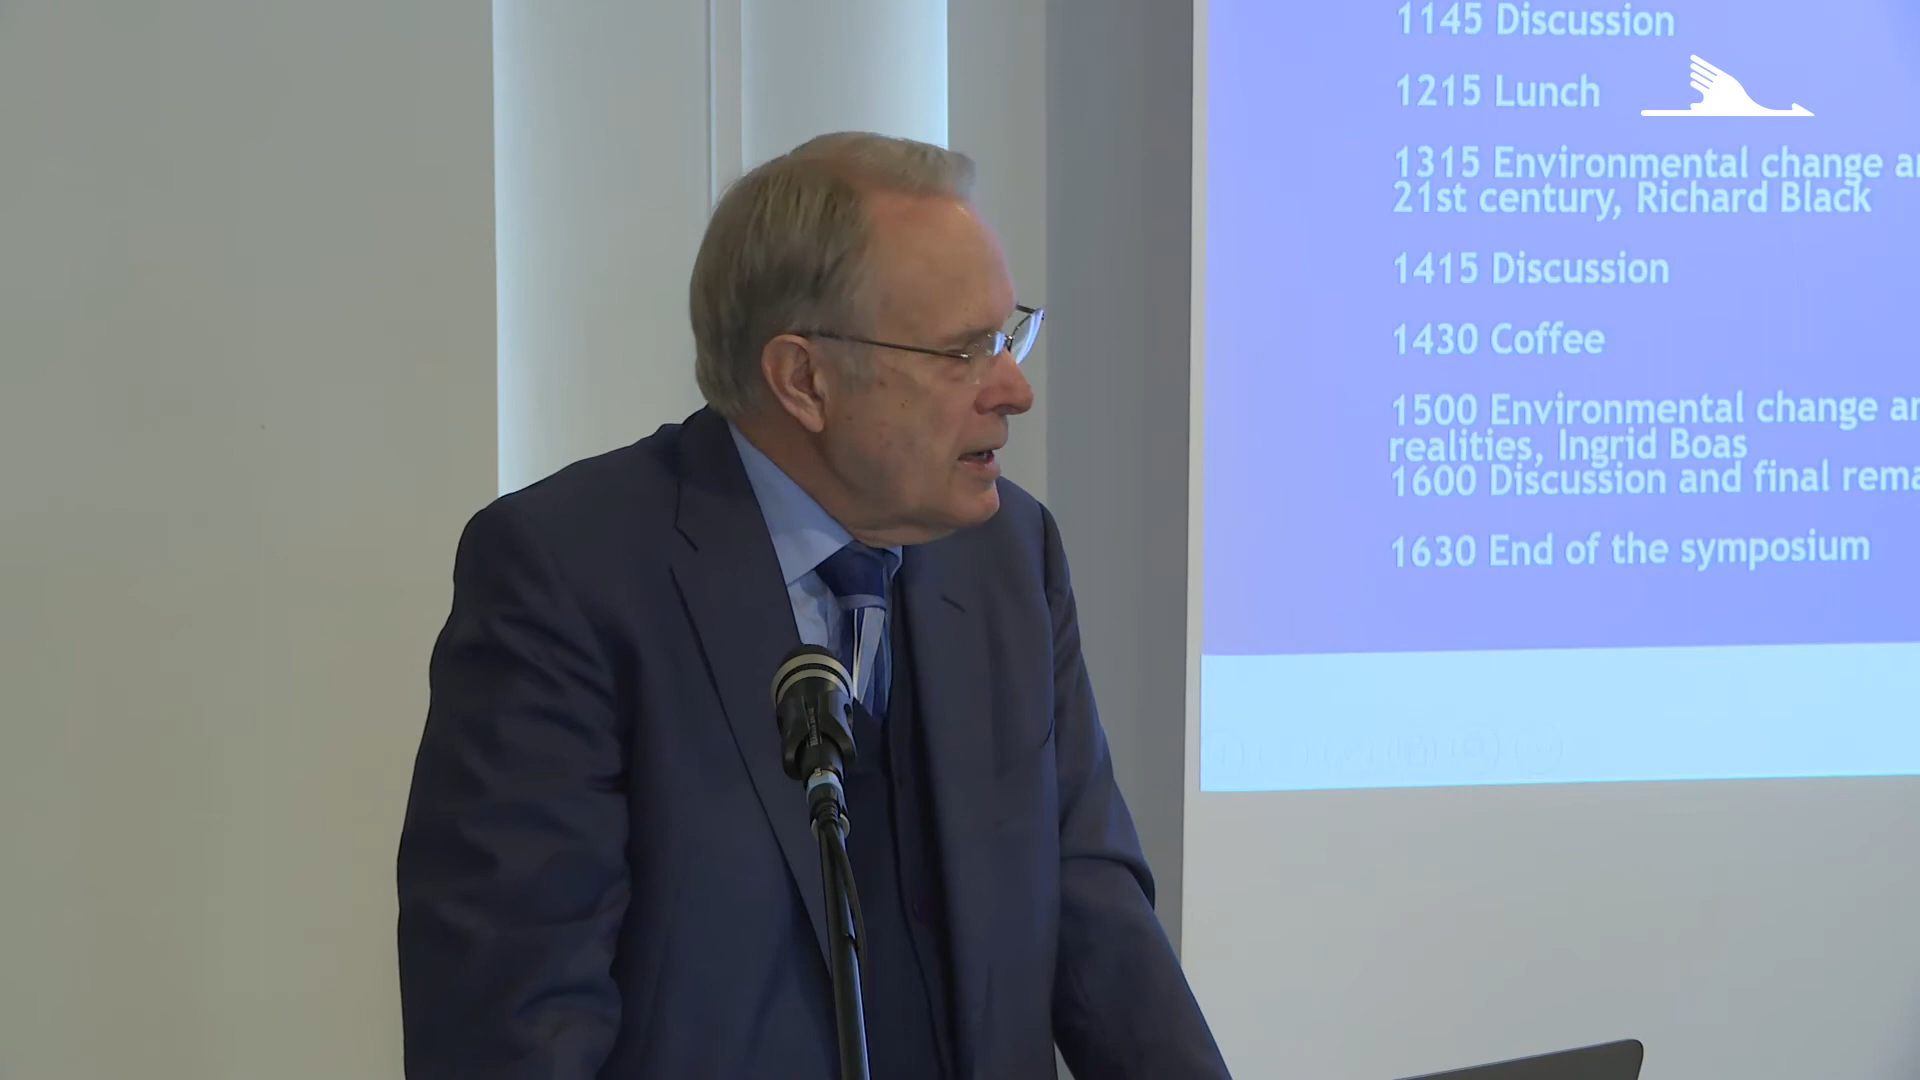 1145 Discussion
1215 Lunch
1315 Environmental change
21st century, Richard Black
1415 Discussion
1430 Coffee
1500 Environmental change
realities, Ingrid Boas
1600 Discussion and final
1630 End of the symposium